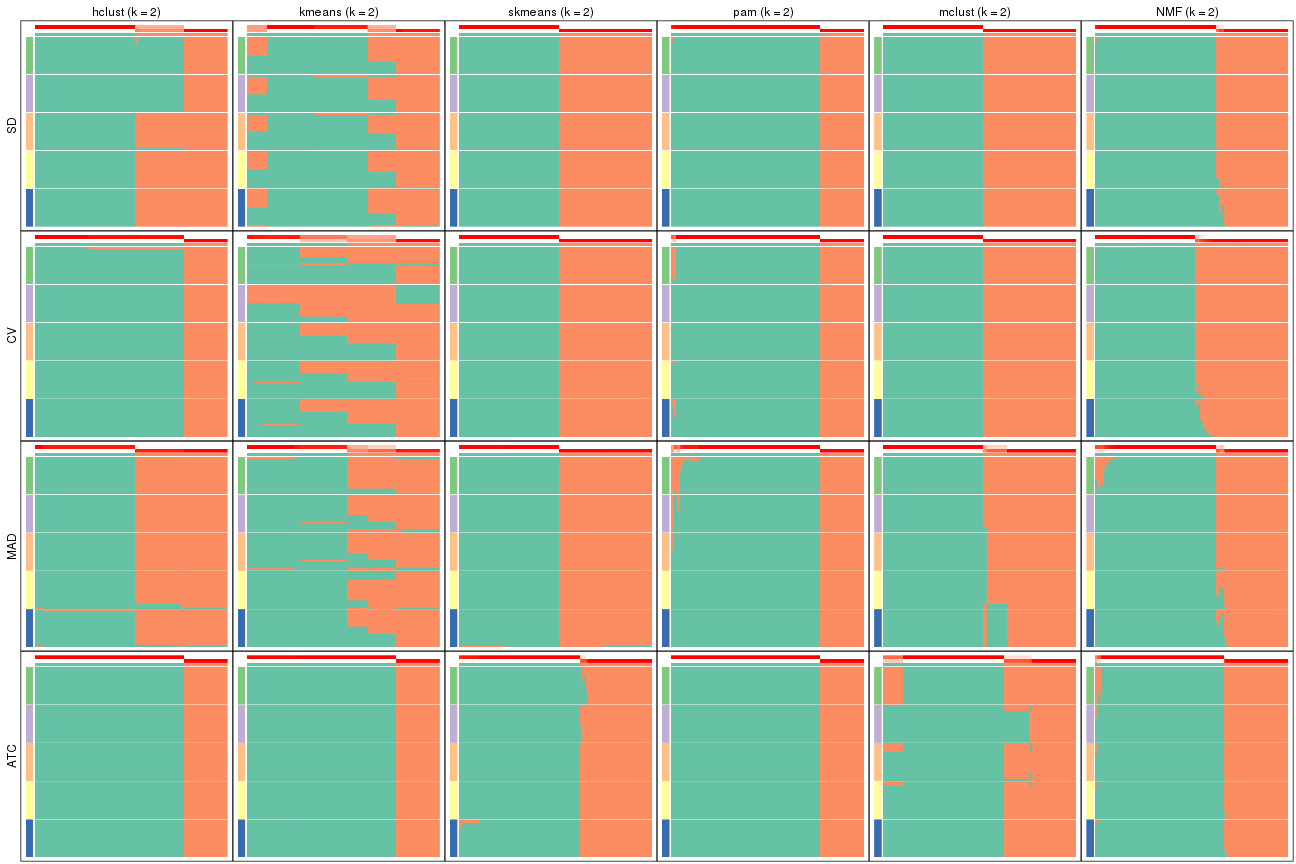 hclust (k = 2)
kmeans (k = 2)
skmeans (k = 2)
pam (k = 2)
mclust (k = 2)
NMF (k = 2)
SD
CV
MAD
ATC